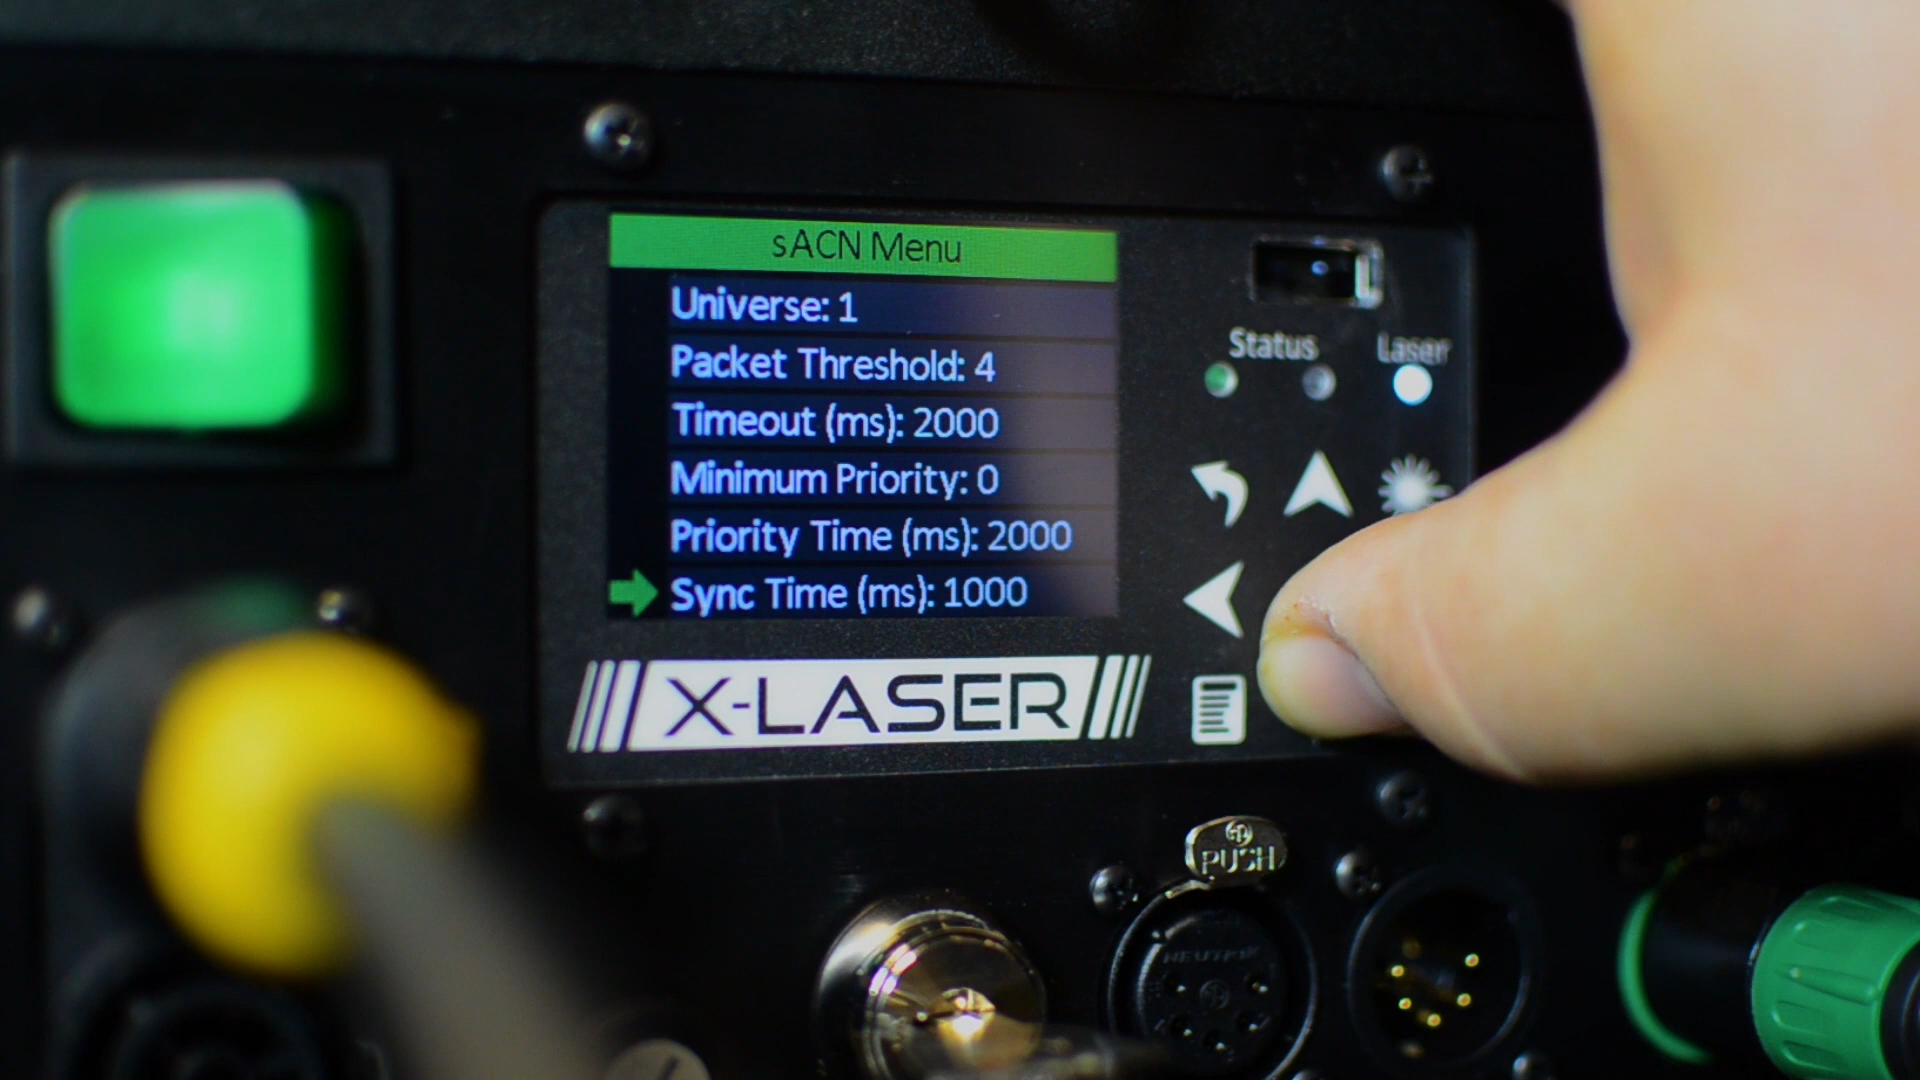 sACN Menu
Universe: 1
Packet Threshold: 4
Timeout (ms): 2000
Minimum Priority: 0
Priority Time (ms): 2000
Sync Time (ms): 1000
X-LASER
Status
Laser
PUSH
NEUTRIK